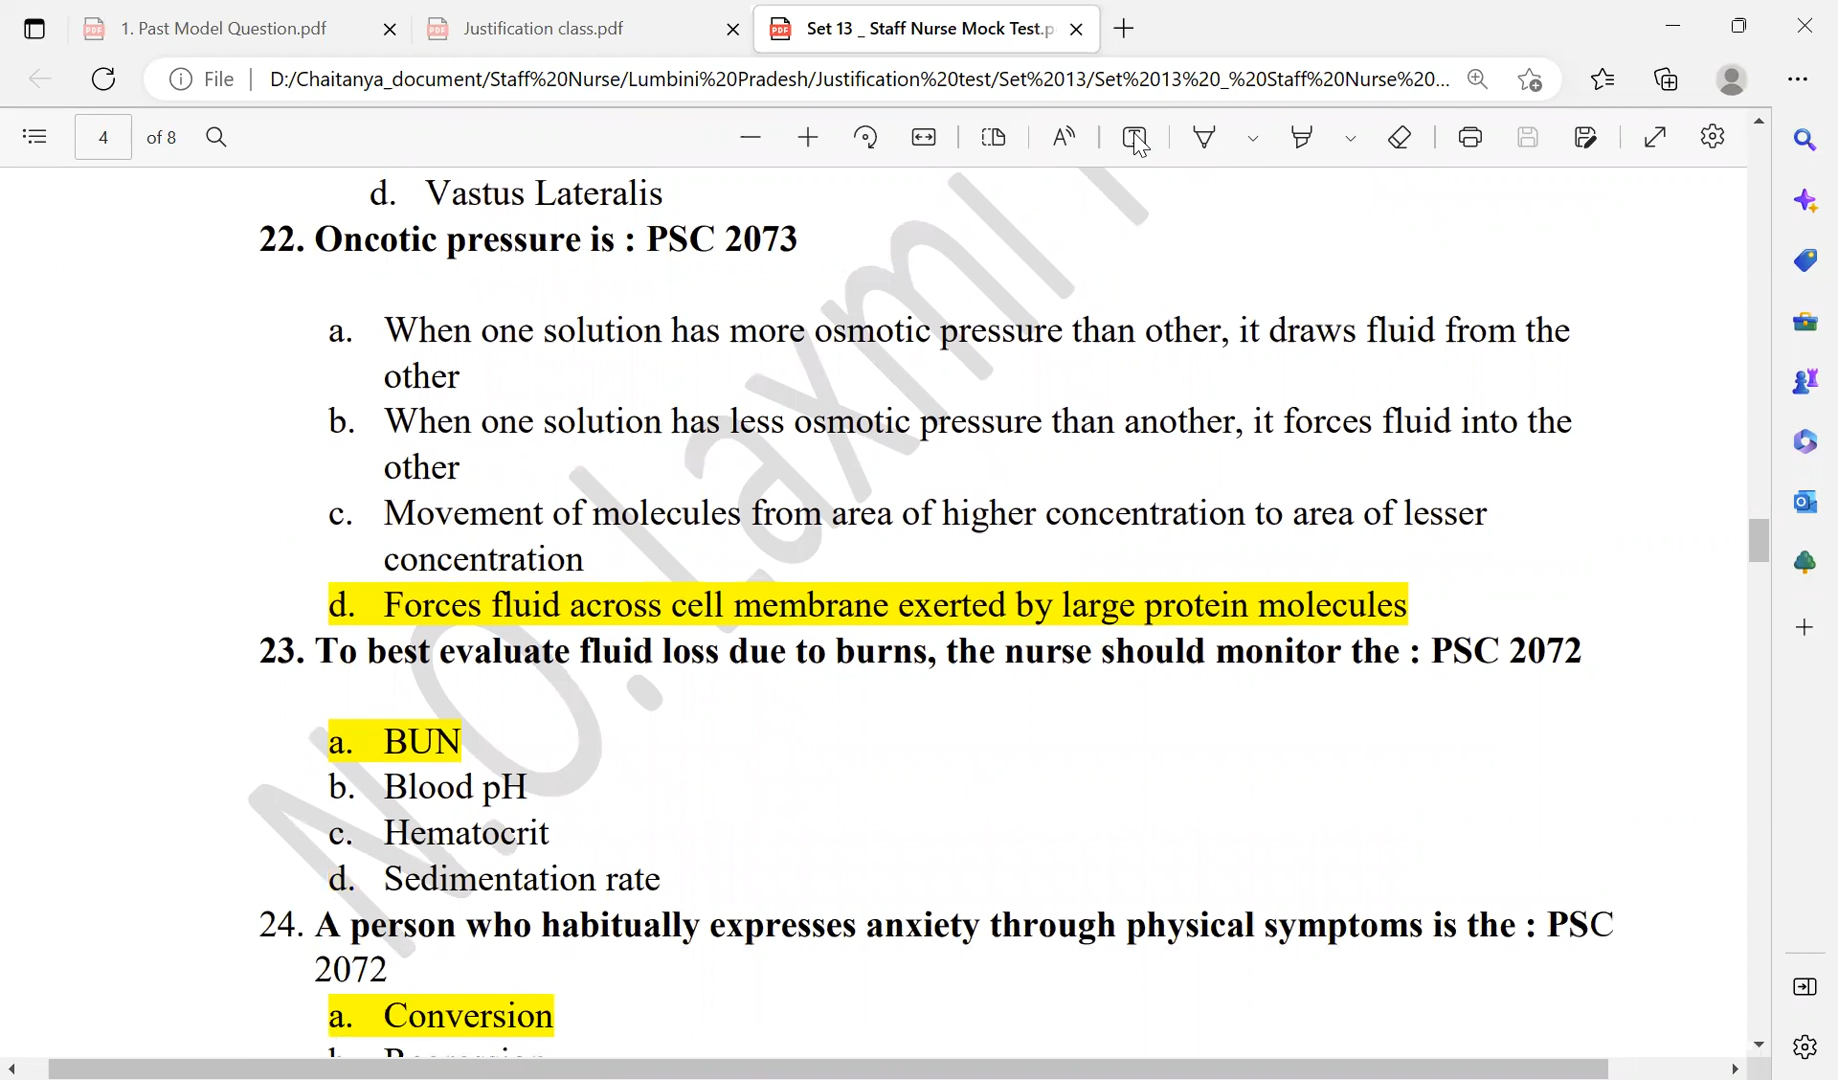 1. Past Model Question.pdf
Justification class.pdf
Set 13 _ Staff Nurse Mock Test.p
File
D:/Chaitanya_document/Staff%20Nurse/Lumbini%20Pradesh/Justification%20test/Set%2013/Set%2013%20_%20Staff%20Nurse%20...
4 of 8
d. Vastus Lateralis
22. Oncotic pressure is : PSC 2073
a. When one solution has more osmotic pressure than other, it draws fluid from the
other
b. When one solution has less osmotic pressure than another, it forces fluid into the
other
c. Movement of molecules from area of higher concentration to area of lesser
concentration
d. Forces fluid across cell membrane exerted by large protein molecules
23. To best evaluate fluid loss due to burns, the nurse should monitor the : PSC 2072
a. BUN
b. Blood pH
c. Hematocrit
d. Sedimentation rate
24. A person who habitually expresses anxiety through physical symptoms is the : PSC
2072
a. Conversion
N.O. Laxmi